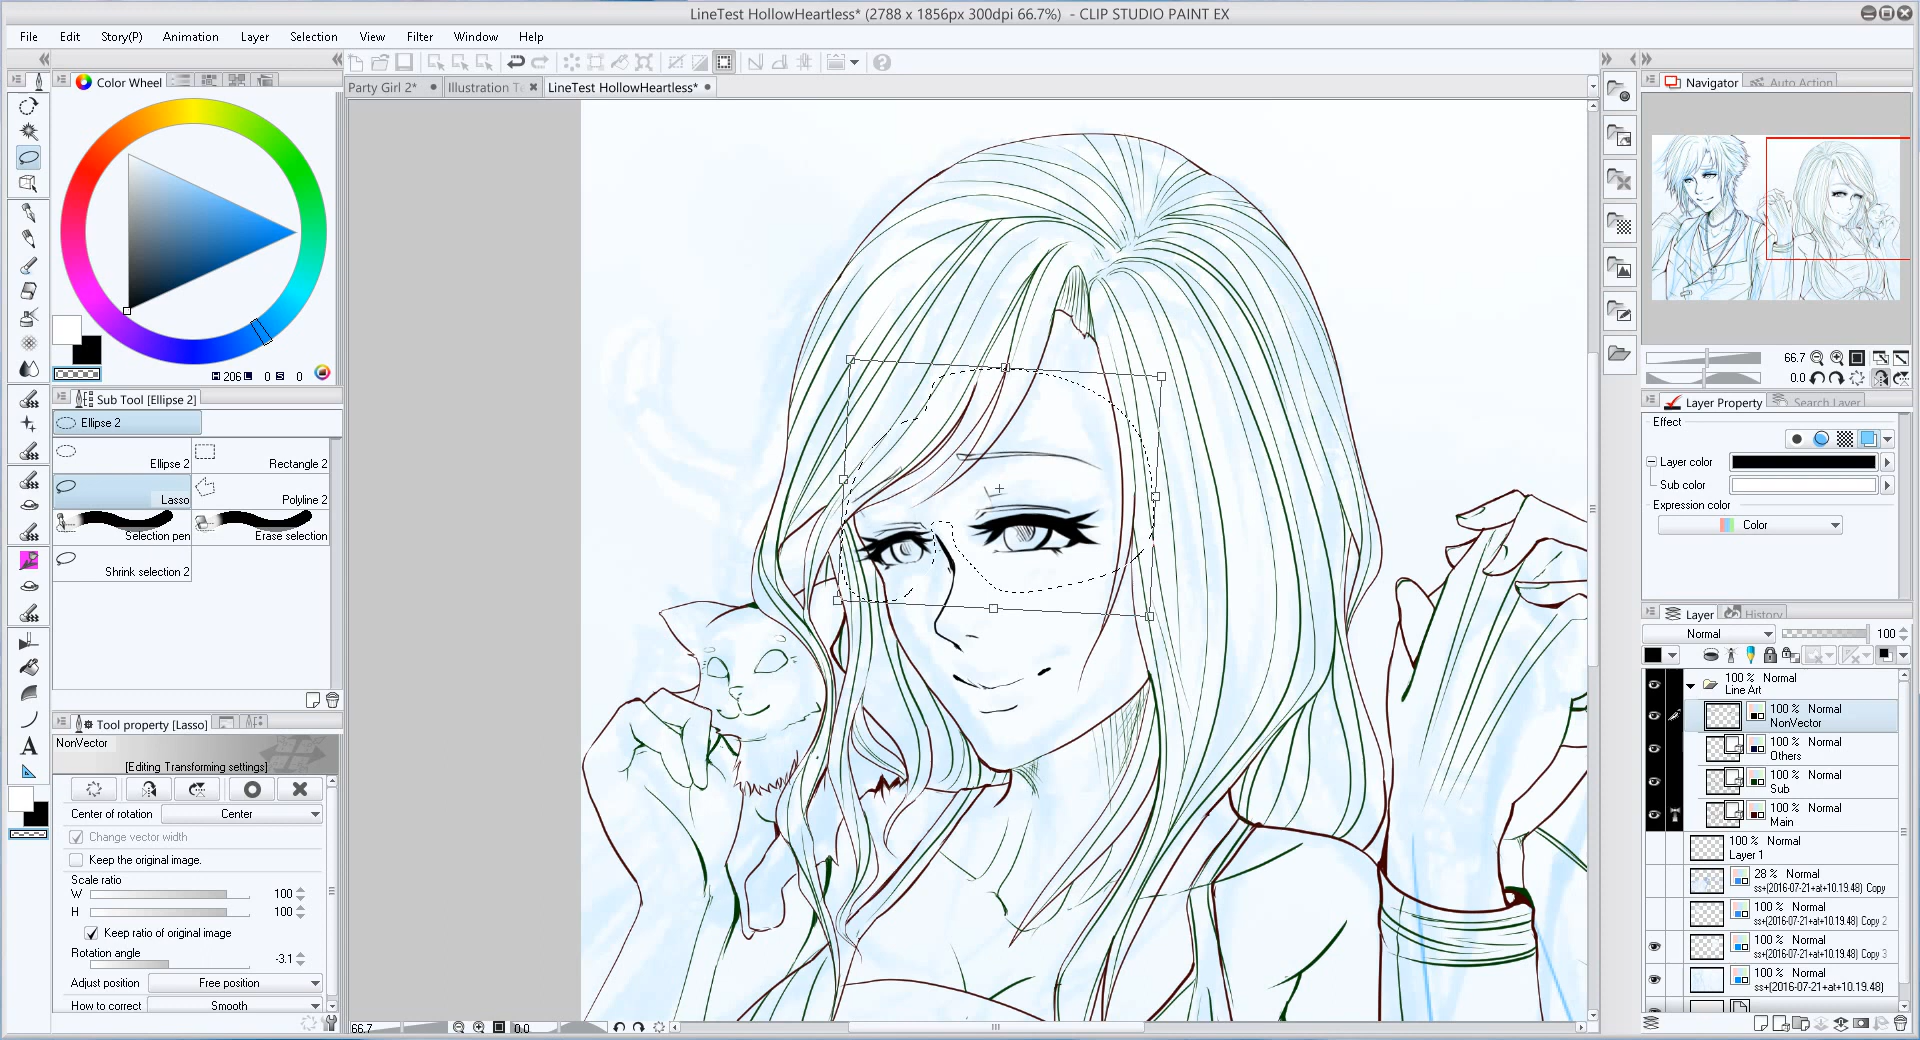 LineTest HollowHeartless* (2788 x 1856px 300dpi 66.7%) - CLIP STUDIO PAINT EX
File Edit Story(P) Animation Layer Selection View Filter Window Help
Color Wheel
Party Girl 2*
Illustration Te
LineTest HollowHeartless*
Navigator
Auto Action
206 L 0 S 0
Sub Tool [Ellipse 2]
Ellipse 2
Ellipse 2
Rectangle 2
Lasso
Polyline 2
Selection pen
Erase selection
Shrink selection 2
Tool property [Lasso]
NonVector
[Editing Transforming settings]
Center of rotation
Center
Change vector width
Keep the original image.
Scale ratio
W 100
H 100
Keep ratio of original image
Rotation angle
-3.1
Adjust position
Free position
How to correct
Smooth
66.7
0.0
66.7
0.0
Layer Property
Search Layer
Effect
Layer color
Sub color
Expression color
Color
Layer
History
Normal
100
100 % Normal
Line Art
100 % Normal
NonVector
100 % Normal
Others
100 % Normal
Sub
100 % Normal
Main
100 % Normal
Layer 1
28 % Normal
ss+(2016-07-21+at+10.19.48) Copy
100 % Normal
ss+(2016-07-21+at+10.19.48) Copy 2
100 % Normal
ss+(2016-07-21+at+10.19.48) Copy 3
100 % Normal
ss+(2016-07-21+at+10.19.48)